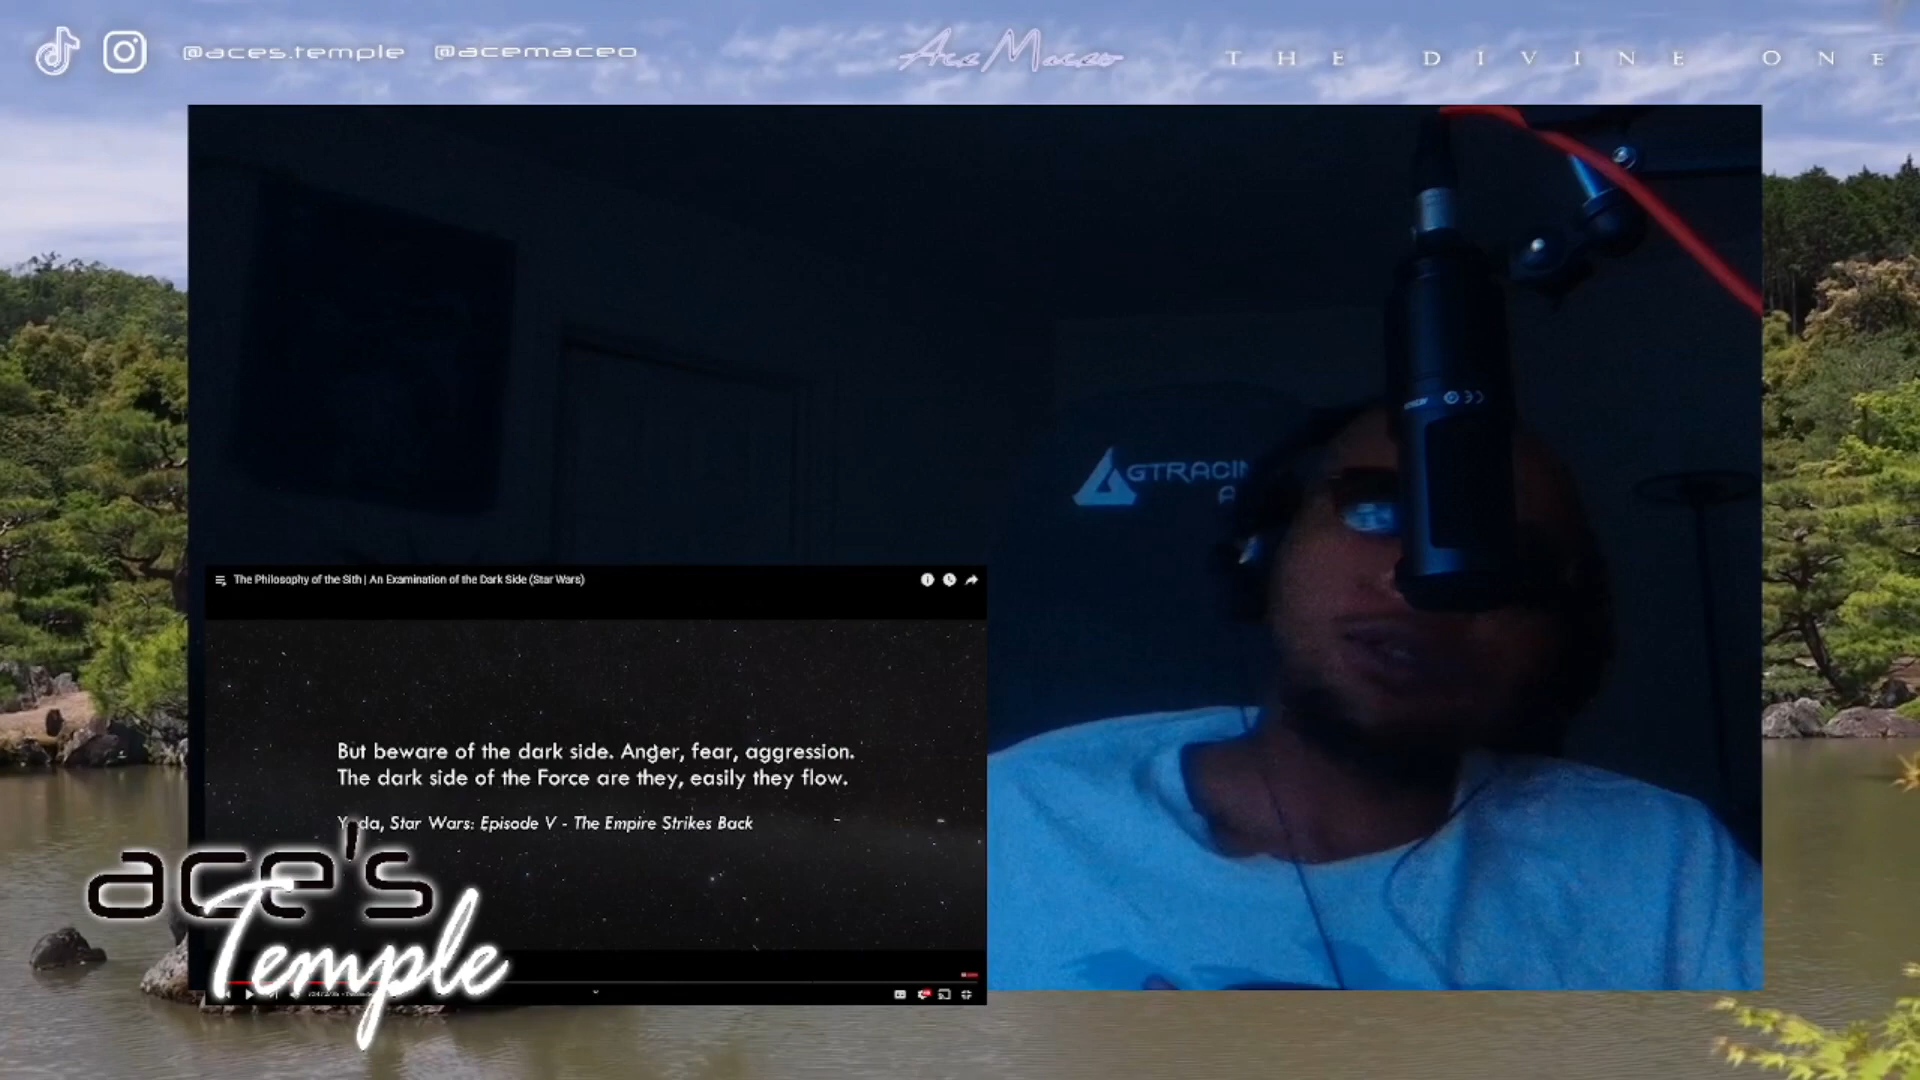 @aces.temple @acemaceo
Ace Maceo
THE DIVINE ONE
GTRACIN
A
The Philosophy of the Sith | An Examination of the Dark Side (Star Wars)
But beware of the dark side. Anger, fear, aggression.
The dark side of the Force are they, easily they flow.
Yoda, Star Wars: Episode V - The Empire Strikes Back
ace's
Temple